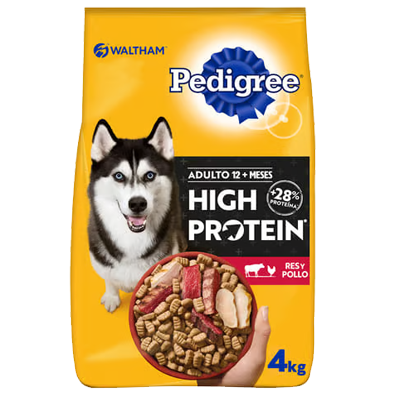 WALTHAM
Pedigree
ADULTO 12 + MESES
HIGH
PROTEIN
+28%
PROTEÍNA
RES Y
POLLO
4kg